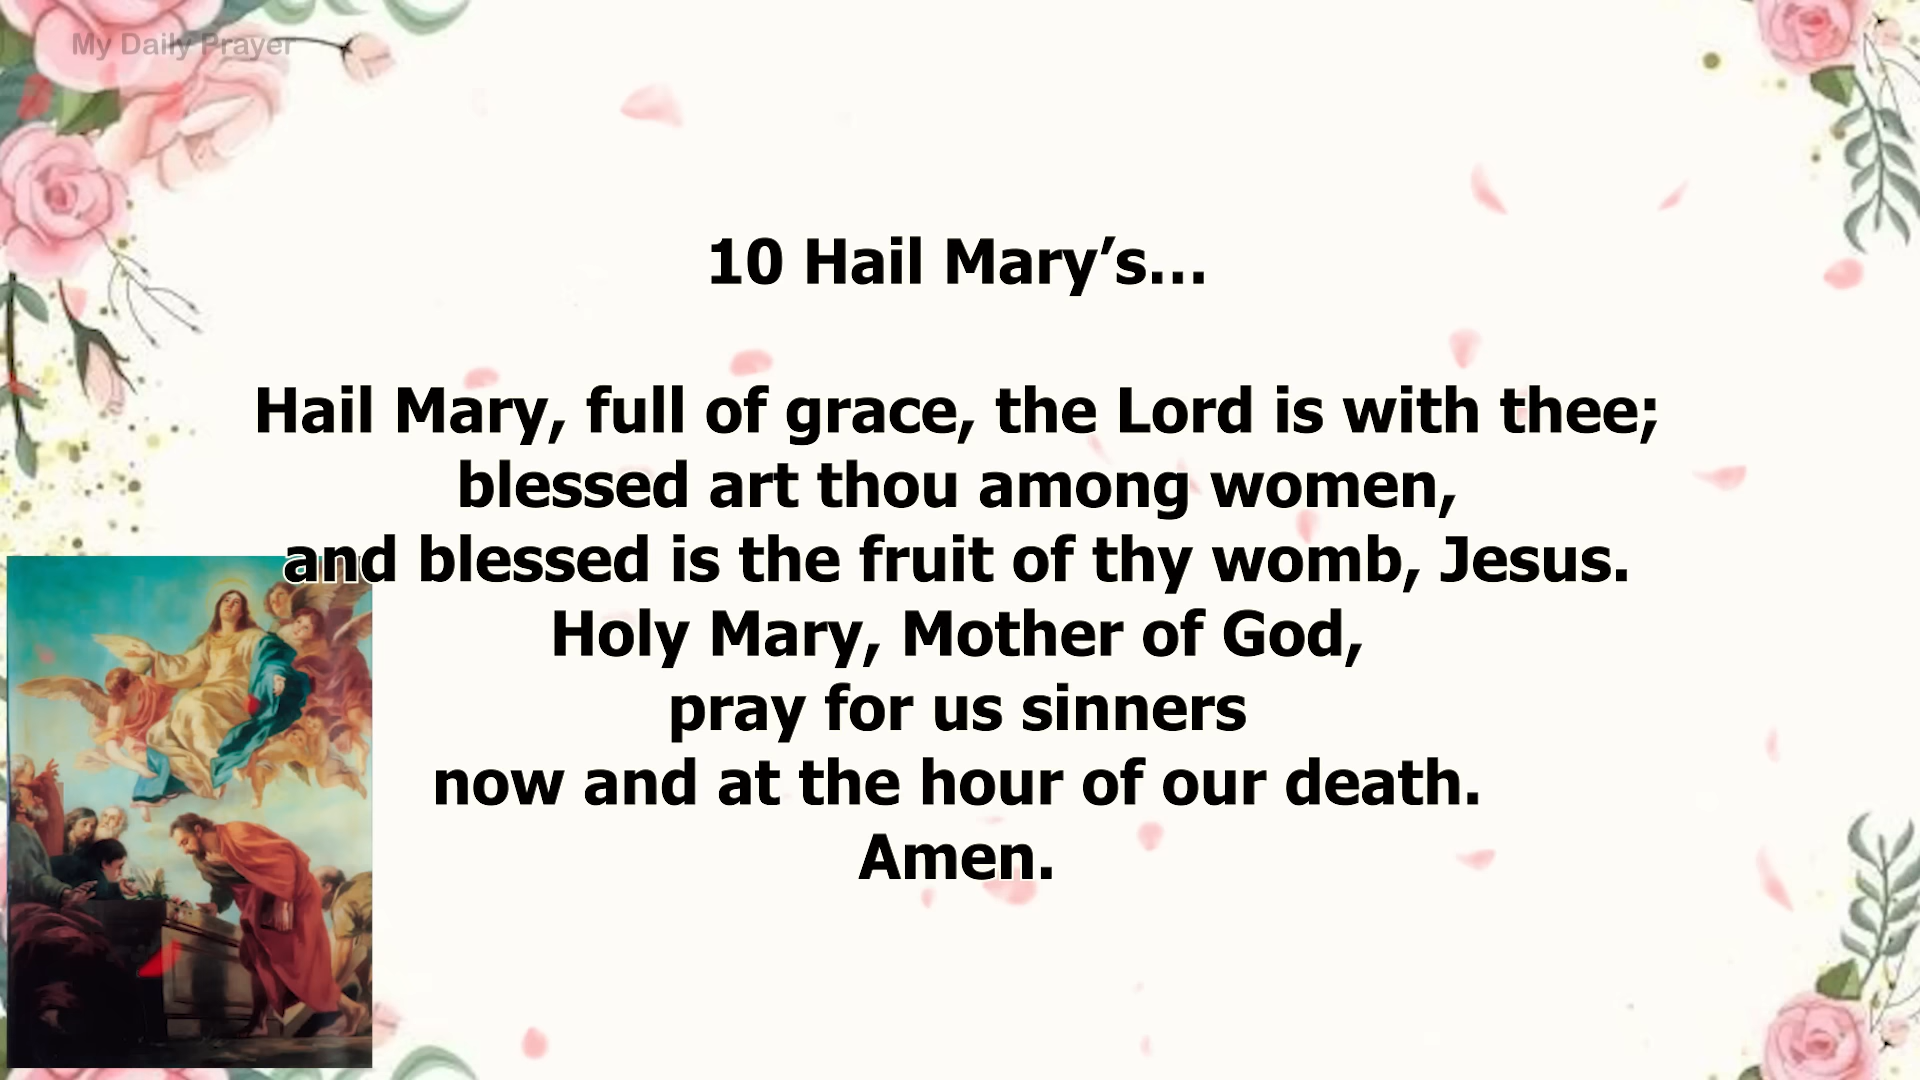 My Daily Prayer
10 Hail Mary’s...
Hail Mary, full of grace, the Lord is with thee;
blessed art thou among women,
and blessed is the fruit of thy womb, Jesus.
Holy Mary, Mother of God,
pray for us sinners
now and at the hour of our death.
Amen.